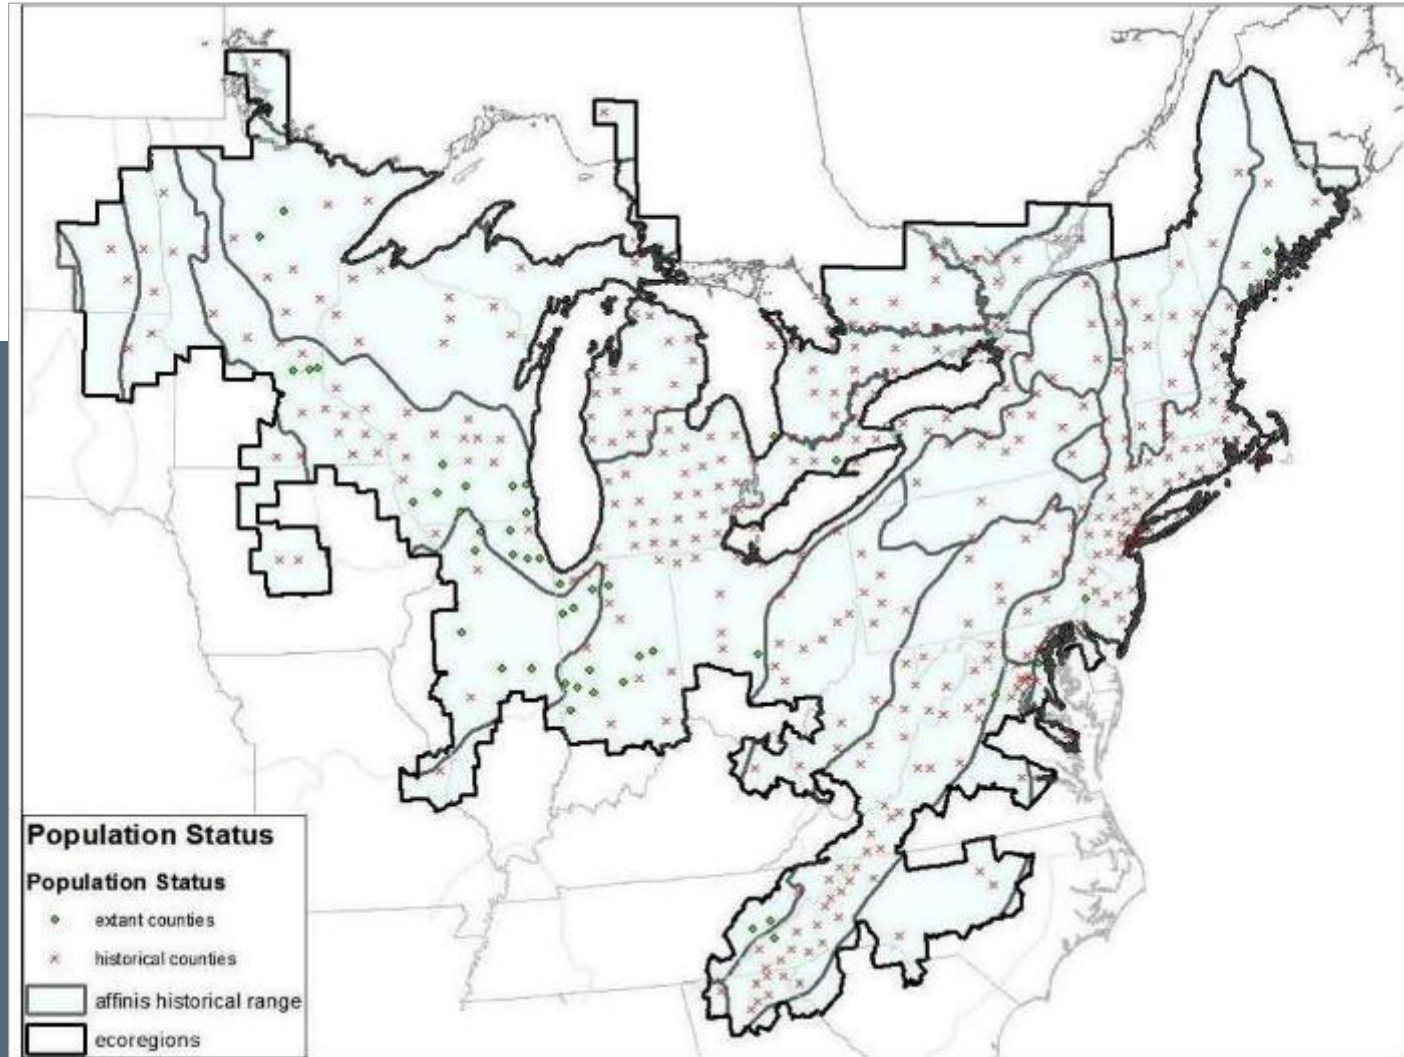 Population Status
Population Status
extant counties
historical counties
affinis historical range
ecoregions